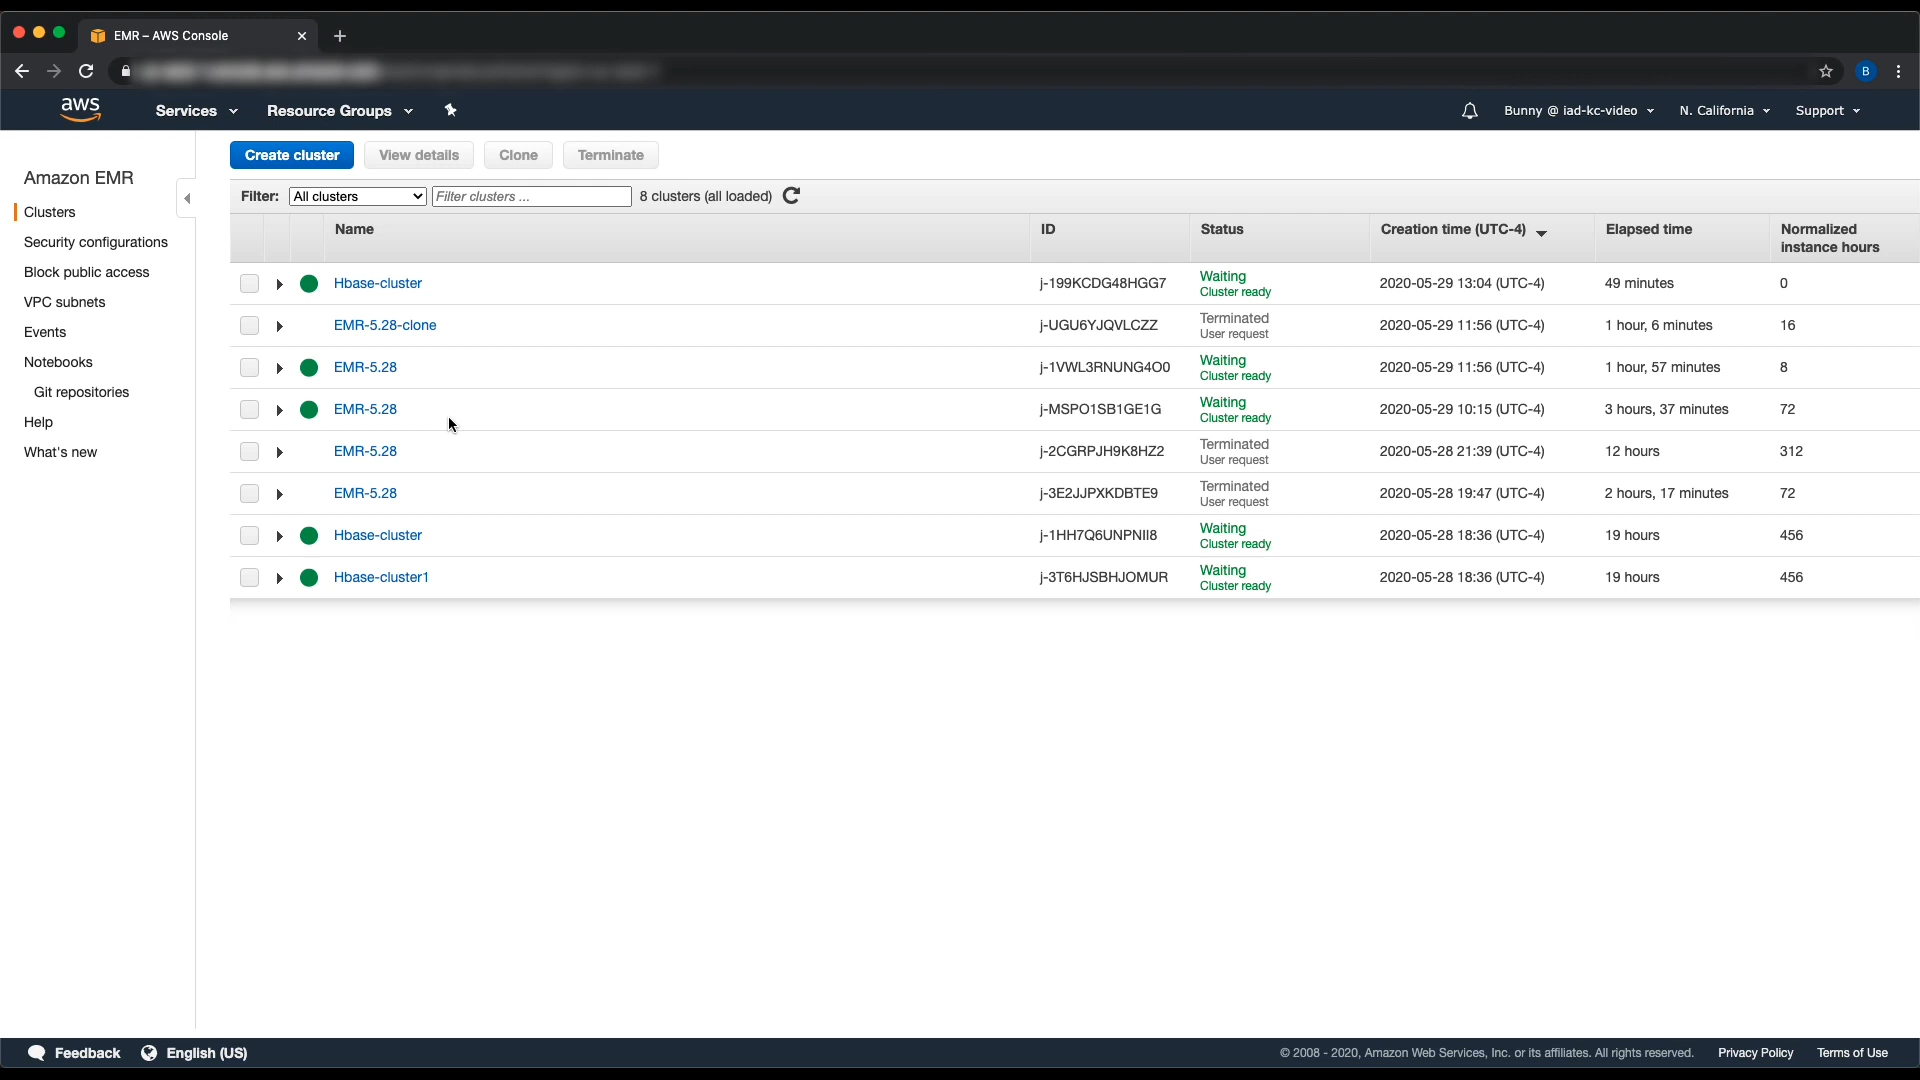 EMR – AWS Console
B
aws Services Resource Groups Bunny @ iad-kc-video N. California Support
Amazon EMR
Clusters
Security configurations
Block public access
VPC subnets
Events
Notebooks
Git repositories
Help
What's new
Create cluster View details Clone Terminate
Filter: All clusters Filter clusters ... 8 clusters (all loaded)
Name ID Status Creation time (UTC-4) Elapsed time Normalized instance hours
Hbase-cluster j-199KCDG48HGG7 Waiting Cluster ready 2020-05-29 13:04 (UTC-4) 49 minutes 0
EMR-5.28-clone j-UGU6YJQVLCZZ Terminated User request 2020-05-29 11:56 (UTC-4) 1 hour, 6 minutes 16
EMR-5.28 j-1VWL3RNUNG4O0 Waiting Cluster ready 2020-05-29 11:56 (UTC-4) 1 hour, 57 minutes 8
EMR-5.28 j-MSPO1SB1GE1G Waiting Cluster ready 2020-05-29 10:15 (UTC-4) 3 hours, 37 minutes 72
EMR-5.28 j-2CGRPJH9K8HZ2 Terminated User request 2020-05-28 21:39 (UTC-4) 12 hours 312
EMR-5.28 j-3E2JJPXKDBTE9 Terminated User request 2020-05-28 19:47 (UTC-4) 2 hours, 17 minutes 72
Hbase-cluster j-1HH7Q6UNPNII8 Waiting Cluster ready 2020-05-28 18:36 (UTC-4) 19 hours 456
Hbase-cluster1 j-3T6HJSBHJOMUR Waiting Cluster ready 2020-05-28 18:36 (UTC-4) 19 hours 456
Feedback English (US) © 2008 - 2020, Amazon Web Services, Inc. or its affiliates. All rights reserved. Privacy Policy Terms of Use